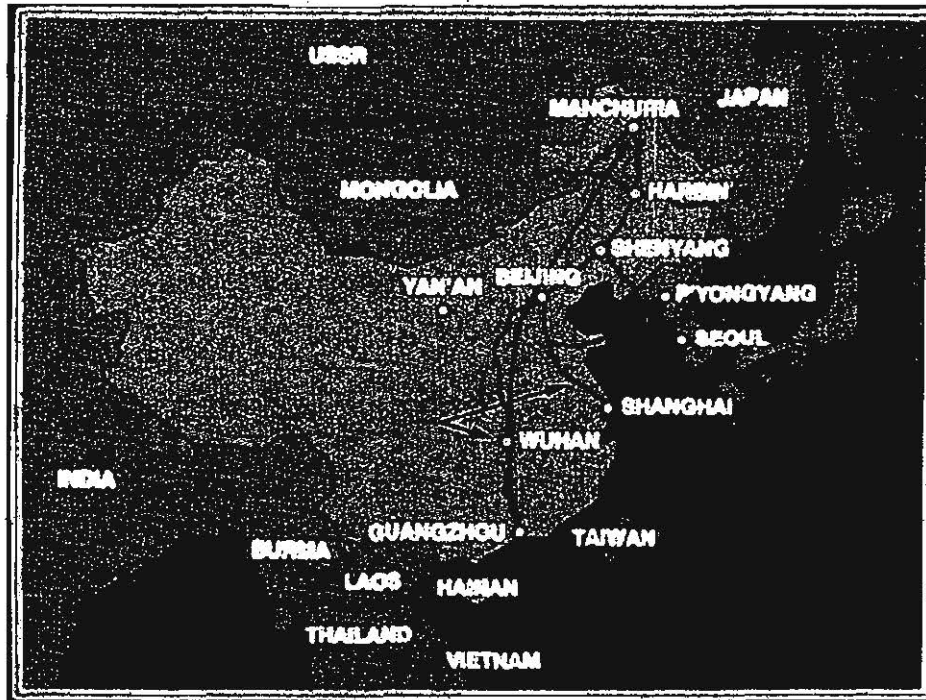 USSR
MANCHURIA
JAPAN
MONGOLIA
HARBIN
SHENYANG
YAN'AN
BEIJING
P'YONGYANG
SEOUL
SHANGHAI
WUHAN
INDIA
GUANGZHOU
TAIWAN
BURMA
LAOS
HAINAN
THAILAND
VIETNAM